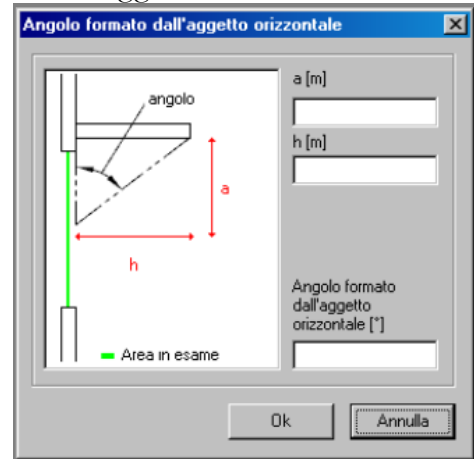 Angolo formato dall'aggetto orizzontale
angolo
a
h
Area in esame
a [m]
h [m]
Angolo formato
dall'aggetto
orizzontale [°]
Ok
Annulla